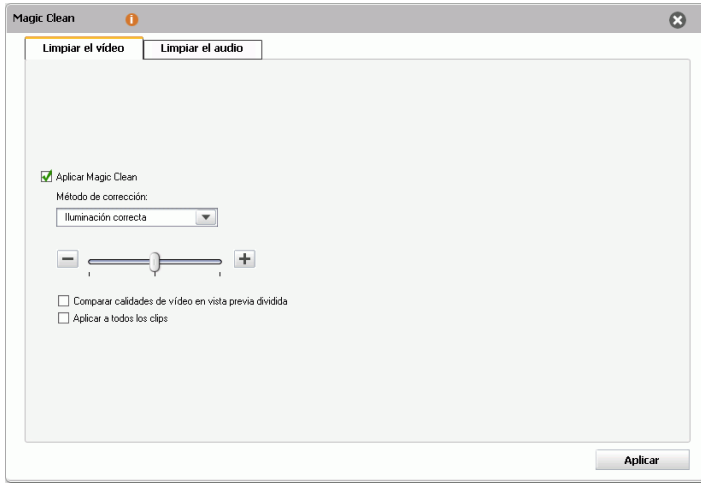 Magic Clean
Limpiar el vídeo
Limpiar el audio
Aplicar Magic Clean
Método de corrección:
Iluminación correcta
Comparar calidades de vídeo en vista previa dividida
Aplicar a todos los clips
Aplicar